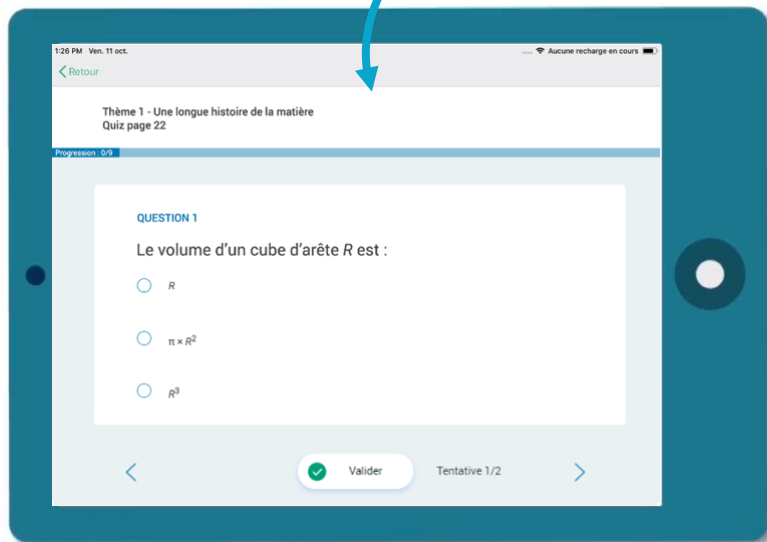 1:26 PM Ven. 11 oct.
Aucune recharge en cours
Retour
Thème 1 - Une longue histoire de la matière
Quiz page 22
Progression : 0/9
QUESTION 1
Le volume d'un cube d'arête R est :
R
π × R²
R³
Valider
Tentative 1/2